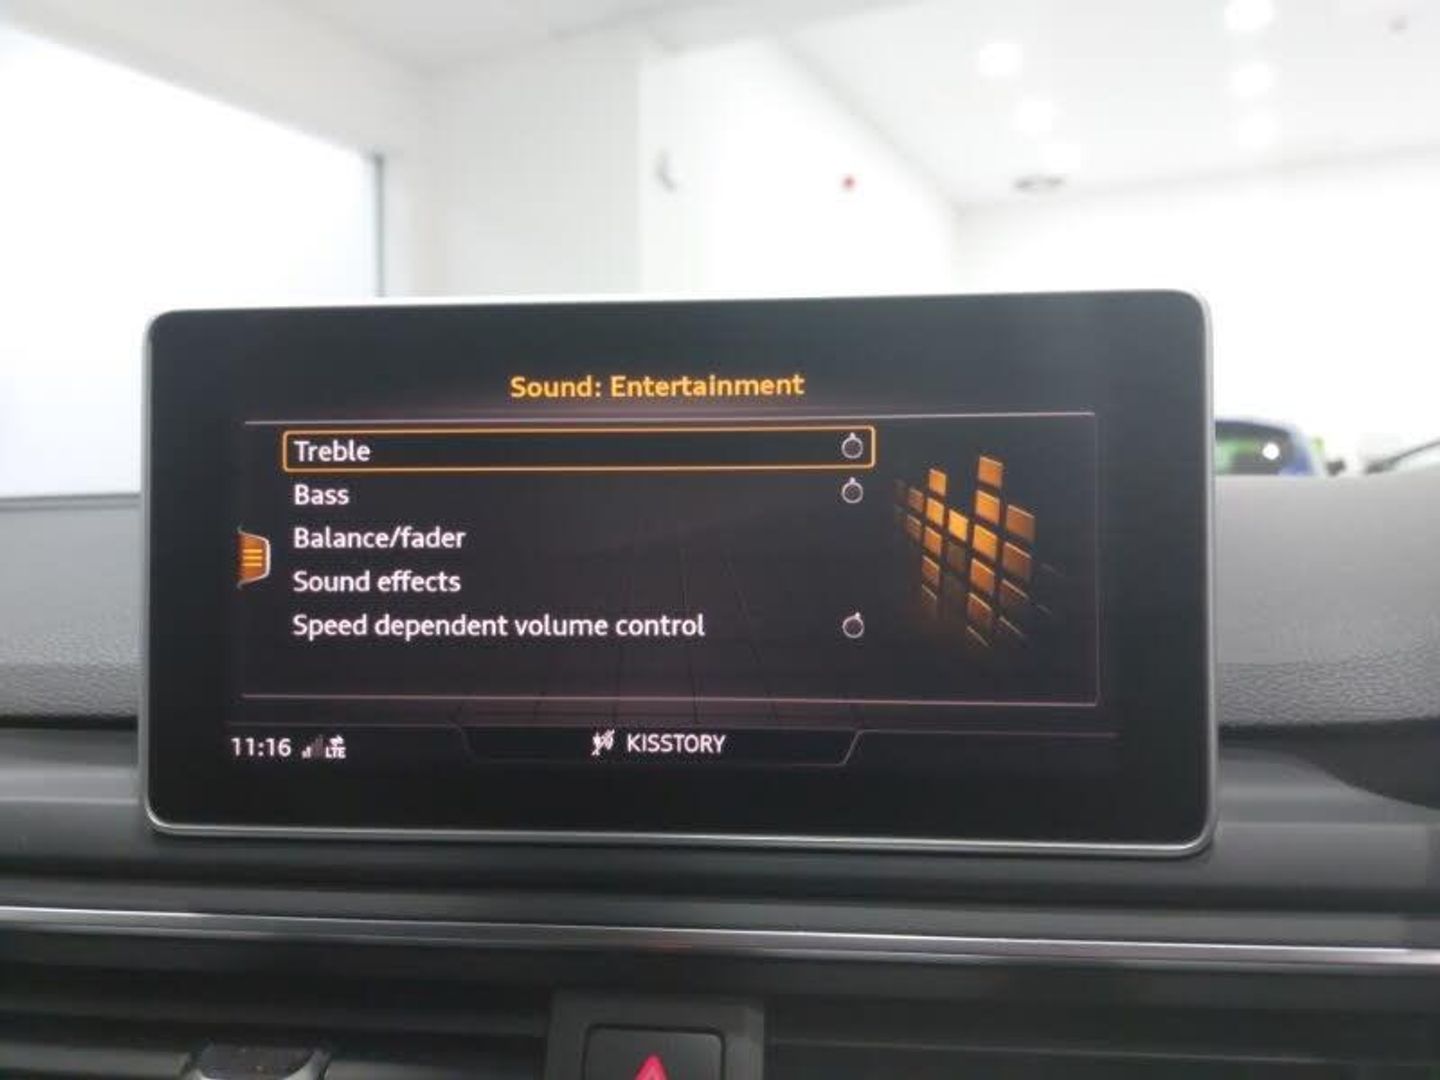 Sound: Entertainment
Treble
Bass
Balance/fader
Sound effects
Speed dependent volume control
11:16 LTE
KISSTORY